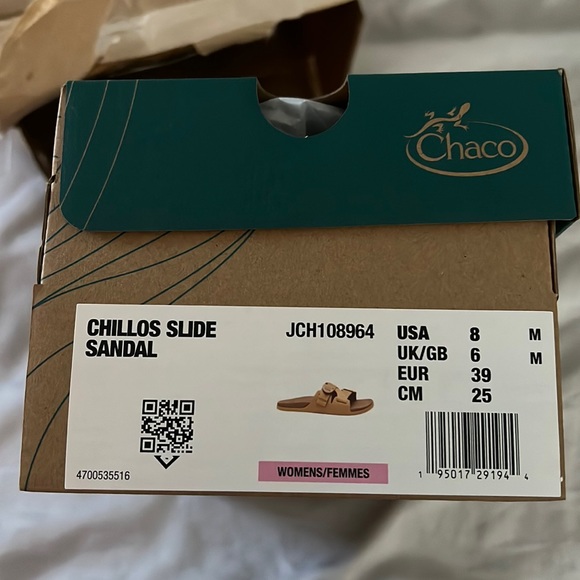 Chaco
CHILLOS SLIDE
SANDAL
JCH108964
USA 8 M
UK/GB 6 M
EUR 39
CM 25
4700535516
WOMENS/FEMMES
1 95017 29194 4